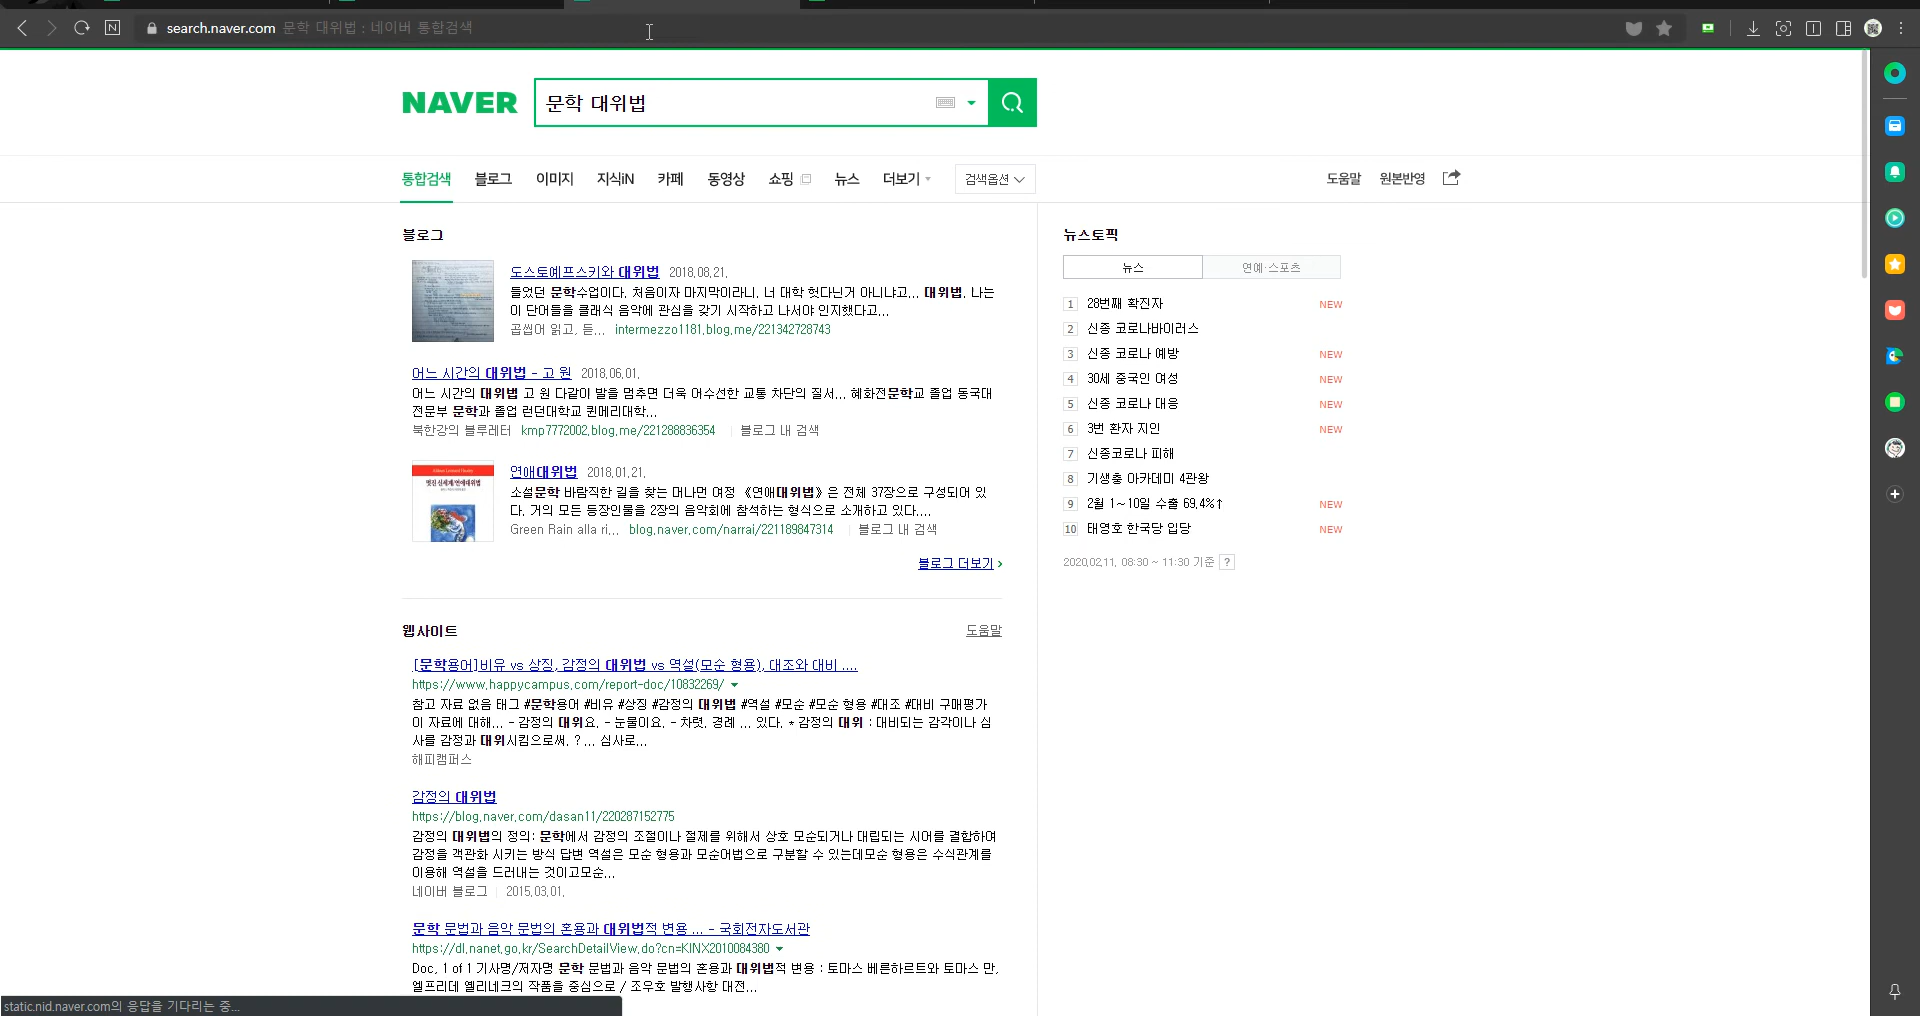 search.naver.com 문학 대위법 : 네이버 통합검색
NAVER
문학 대위법
통합검색 블로그 이미지 지식iN 카페 동영상 쇼핑 뉴스 더보기 검색옵션
도움말 원본반영
블로그
도스토예프스키와 대위법 2018.08.21.
들었던 문학수업이다. 처음이자 마지막이라니. 너 대학 헛다닌거 아니냐고... 대위법. 나는
이 단어들을 클래식 음악에 관심을 갖기 시작하고 나서야 인지했다고...
곱씹어 읽고, 듣... intermezzo1181.blog.me/221342728743
어느 시간의 대위법 - 고 원 2018.06.01.
어느 시간의 대위법 고 원 다같이 발을 멈추면 더욱 어수선한 교통 차단의 질서... 혜화전문학교 졸업 동국대
전문부 문학과 졸업 런던대학교 퀸메리대학...
북한강의 블루레터 kmp7772002.blog.me/221288836354 블로그 내 검색
멋진 신세계/연애대위법
연애대위법 2018.01.21.
소설문학 바람직한 길을 찾는 머나먼 여정 《연애대위법》은 전체 37장으로 구성되어 있
다. 거의 모든 등장인물을 2장의 음악회에 참석하는 형식으로 소개하고 있다....
Green Rain alla ri... blog.naver.com/narrai/221189847314 블로그 내 검색
블로그 더보기
웹사이트
도움말
[문학용어]비유 vs 상징, 감정의 대위법 vs 역설(모순 형용), 대조와 대비 ....
https://www.happycampus.com/report-doc/10832269/
참고 자료 없음 태그 #문학용어 #비유 #상징 #감정의 대위법 #역설 #모순 #모순 형용 #대조 #대비 구매평가
이 자료에 대해... - 감정의 대위요. - 눈물이요. - 차렷. 경례 ... 있다. * 감정의 대위 : 대비되는 감각이나 심
사를 감정과 대위시킴으로써. ? ... 심사로...
해피캠퍼스
감정의 대위법
https://blog.naver.com/dasan11/220287152775
감정의 대위법의 정의: 문학에서 감정의 조절이나 절제를 위해서 상호 모순되거나 대립되는 시어를 결합하여
감정을 객관화 시키는 방식 답변 역설은 모순 형용과 모순어법으로 구분할 수 있는데모순 형용은 수식관계를
이용해 역설을 드러내는 것이고모순...
네이버 블로그 2015.03.01.
문학 문법과 음악 문법의 혼용과 대위법적 변용 ... - 국회전자도서관
https://dl.nanet.go.kr/SearchDetailView.do?cn=KINX2010084380
Doc. 1 of 1 기사명/저자명 문학 문법과 음악 문법의 혼용과 대위법적 변용 : 토마스 베른하르트와 토마스 만,
엘프리데 옐리네크의 작품을 중심으로 / 조우호 발행사항 대전...
뉴스토픽
뉴스 연예·스포츠
1 28번째 확진자 NEW
2 신종 코로나바이러스
3 신종 코로나 예방 NEW
4 30세 중국인 여성 NEW
5 신종 코로나 대응 NEW
6 3번 환자 지인 NEW
7 신종코로나 피해
8 기생충 아카데미 4관왕
9 2월 1~10일 수출 69.4%↑ NEW
10 태영호 한국당 입당 NEW
2020.02.11. 08:30 ~ 11:30 기준 ?
static.nid.naver.com의 응답을 기다리는 중...